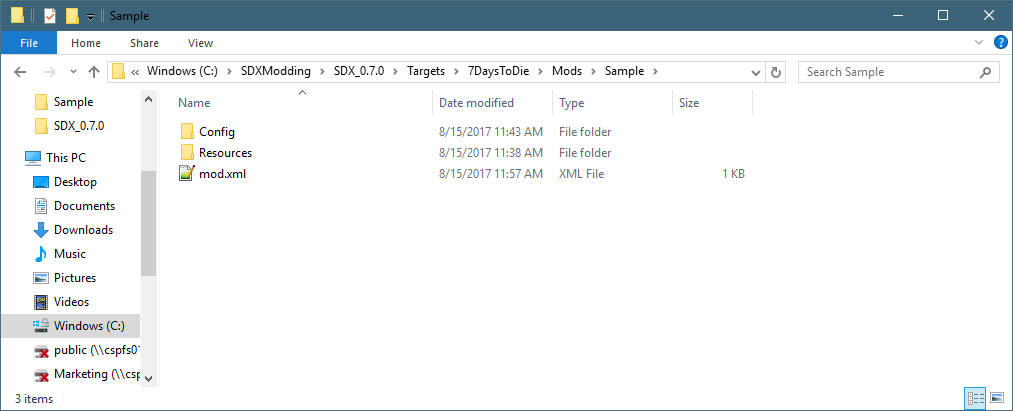 Sample
File Home Share View
« Windows (C:) > SDXModding > SDX_0.7.0 > Targets > 7DaysToDie > Mods > Sample >
Search Sample
Sample
SDX_0.7.0
This PC
Desktop
Documents
Downloads
Music
Pictures
Videos
Windows (C:)
public (\\cspfs01
Marketing (\\csp
Name Date modified Type Size
Config 8/15/2017 11:43 AM File folder
Resources 8/15/2017 11:38 AM File folder
mod.xml 8/15/2017 11:57 AM XML File 1 KB
3 items